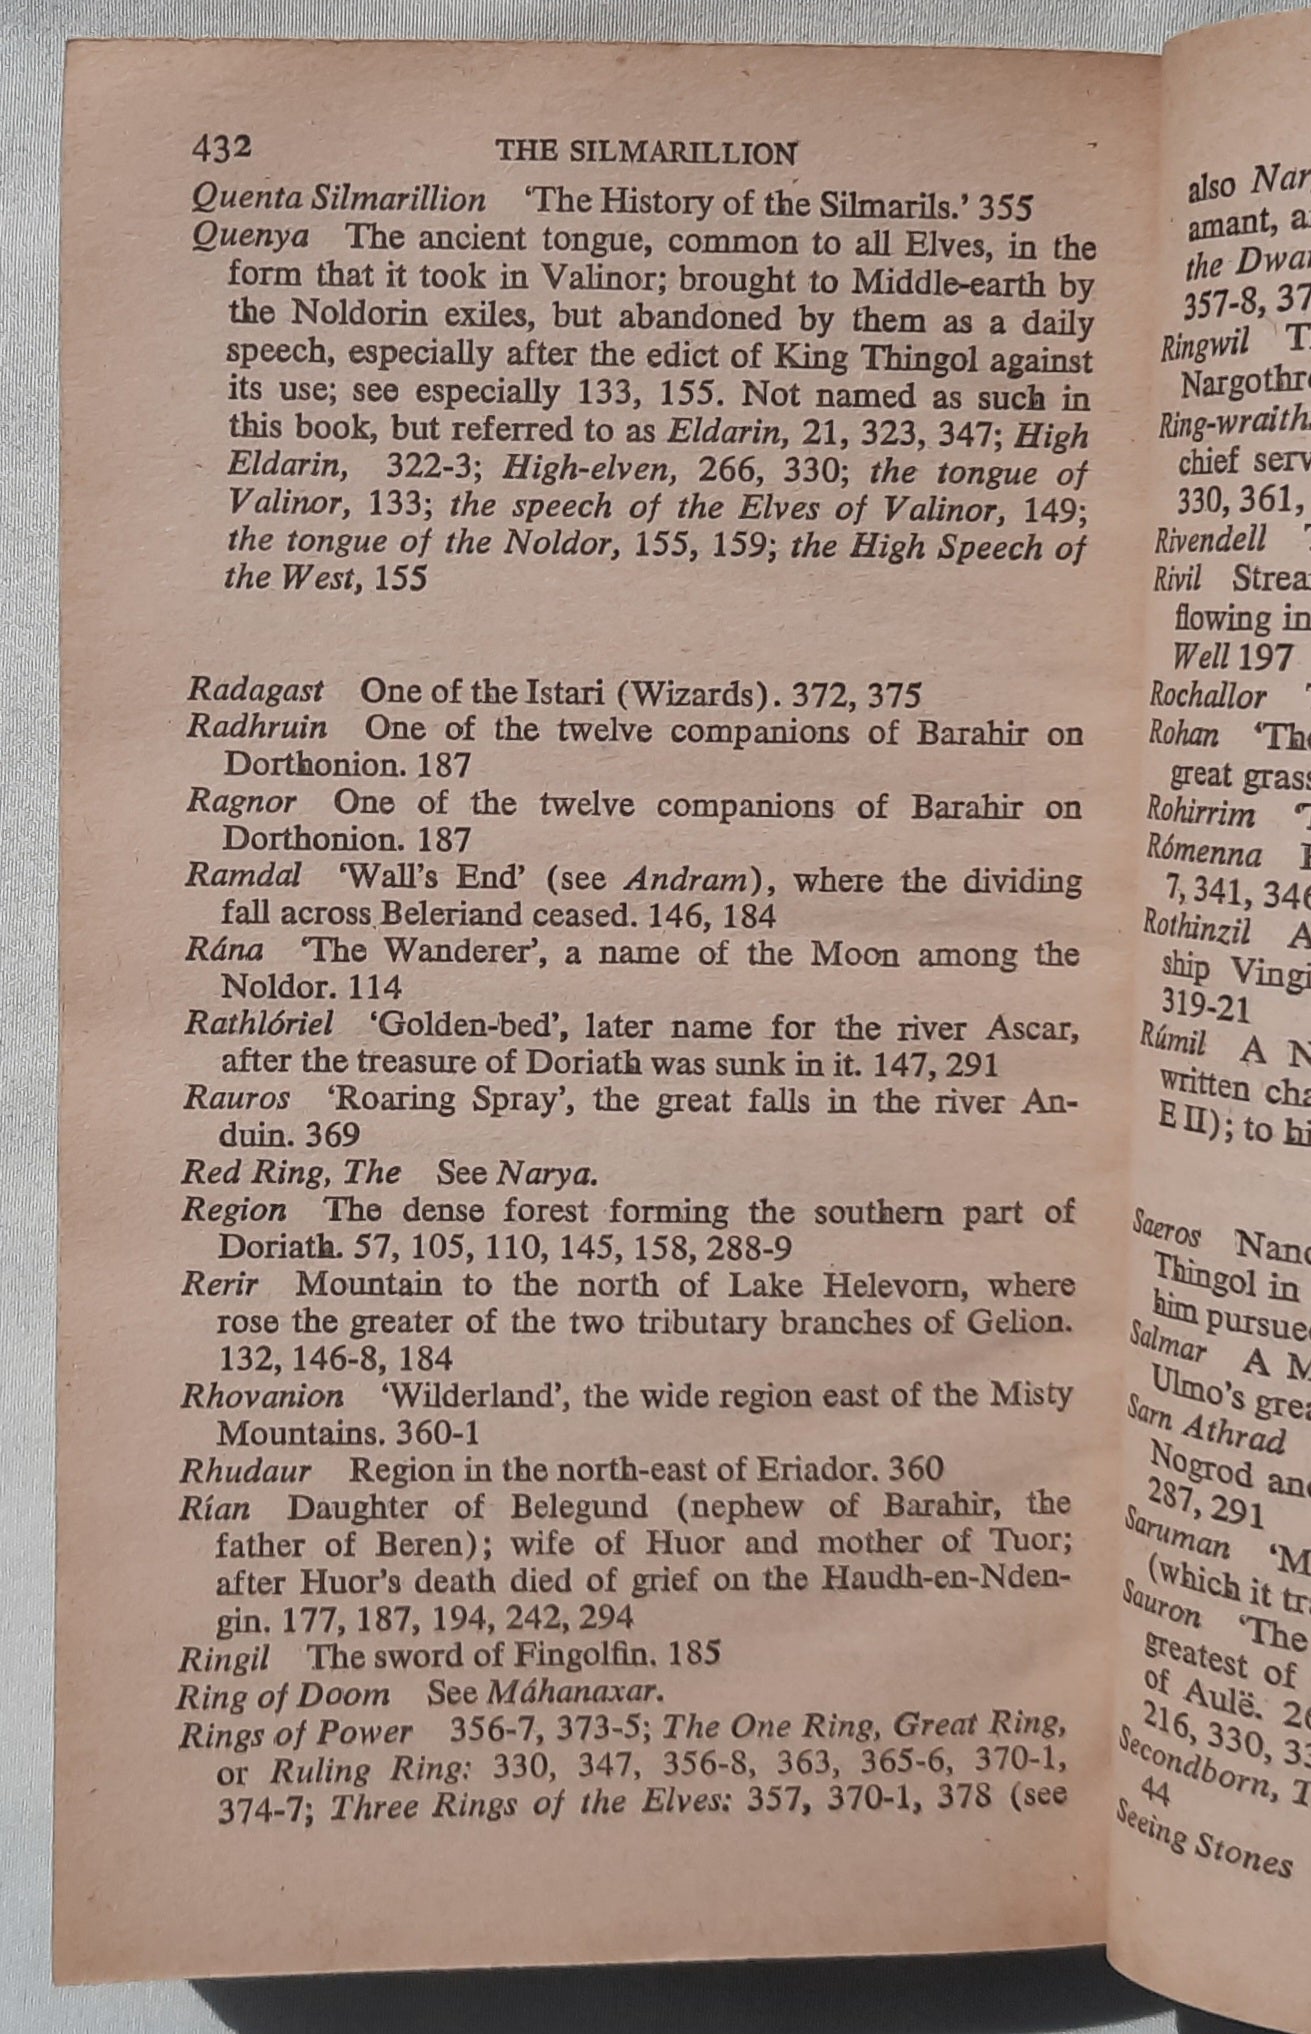 432 THE SILMARILLION
Quenta Silmarillion ‘The History of the Silmarils.’ 355
Quenya The ancient tongue, common to all Elves, in the
form that it took in Valinor; brought to Middle-earth by
the Noldorin exiles, but abandoned by them as a daily
speech, especially after the edict of King Thingol against
its use; see especially 133, 155. Not named as such in
this book, but referred to as Eldarin, 21, 323, 347; High
Eldarin, 322-3; High-elven, 266, 330; the tongue of
Valinor, 133; the speech of the Elves of Valinor, 149;
the tongue of the Noldor, 155, 159; the High Speech of
the West, 155
Radagast One of the Istari (Wizards). 372, 375
Radhruin One of the twelve companions of Barahir on
Dorthonion. 187
Ragnor One of the twelve companions of Barahir on
Dorthonion. 187
Ramdal ‘Wall’s End’ (see Andram), where the dividing
fall across Beleriand ceased. 146, 184
Rána ‘The Wanderer’, a name of the Moon among the
Noldor. 114
Rathlóriel ‘Golden-bed’, later name for the river Ascar,
after the treasure of Doriath was sunk in it. 147, 291
Rauros ‘Roaring Spray’, the great falls in the river An-
duin. 369
Red Ring, The See Narya.
Region The dense forest forming the southern part of
Doriath. 57, 105, 110, 145, 158, 288-9
Rerir Mountain to the north of Lake Helevorn, where
rose the greater of the two tributary branches of Gelion.
132, 146-8, 184
Rhovanion ‘Wilderland’, the wide region east of the Misty
Mountains. 360-1
Rhudaur Region in the north-east of Eriador. 360
Rían Daughter of Belegund (nephew of Barahir, the
father of Beren); wife of Huor and mother of Tuor;
after Huor’s death died of grief on the Haudh-en-Nden-
gin. 177, 187, 194, 242, 294
Ringil The sword of Fingolfin. 185
Ring of Doom See Máhanaxar.
Rings of Power 356-7, 373-5; The One Ring, Great Ring,
or Ruling Ring: 330, 347, 356-8, 363, 365-6, 370-1,
374-7; Three Rings of the Elves: 357, 370-1, 378 (see
also
amant,
the
357-8,
Ringwil
Ring-wraith
chief
330, 361,
Rivendell
Rivil
flowing
Well 197
Rochallor
Rohan
great
Rohirrim
Rómenna
7, 341,
Rothinzil
ship
319-21
Rúmil A
written
E II); to
Saeros
Thingol in
him
Salmar A
Ulmo’s
Sarn Athrad
Nogrod
287, 291
Saruman
(which it
Sauron ‘The
greatest of
of Aulë.
216, 330,
Secondborn,
44
Seeing Stones